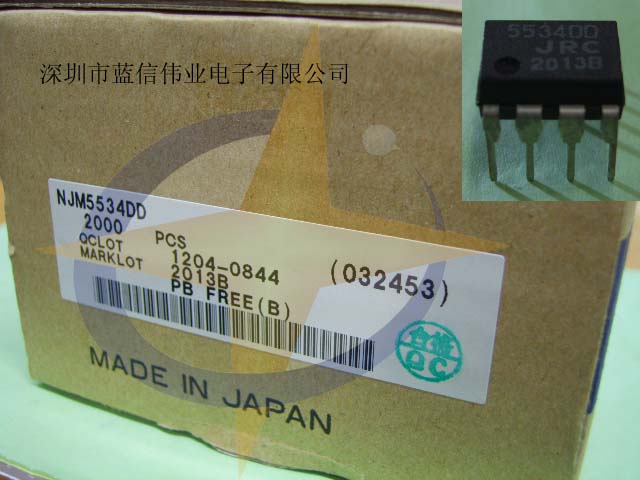 深圳市蓝信伟业电子有限公司
5534DD
JRC
2013B
NJM5534DD
2000 PCS
QCLOT 1204-0844 (032453)
MARKLOT 2013B
PB FREE(B)
合格
QC
MADE IN JAPAN